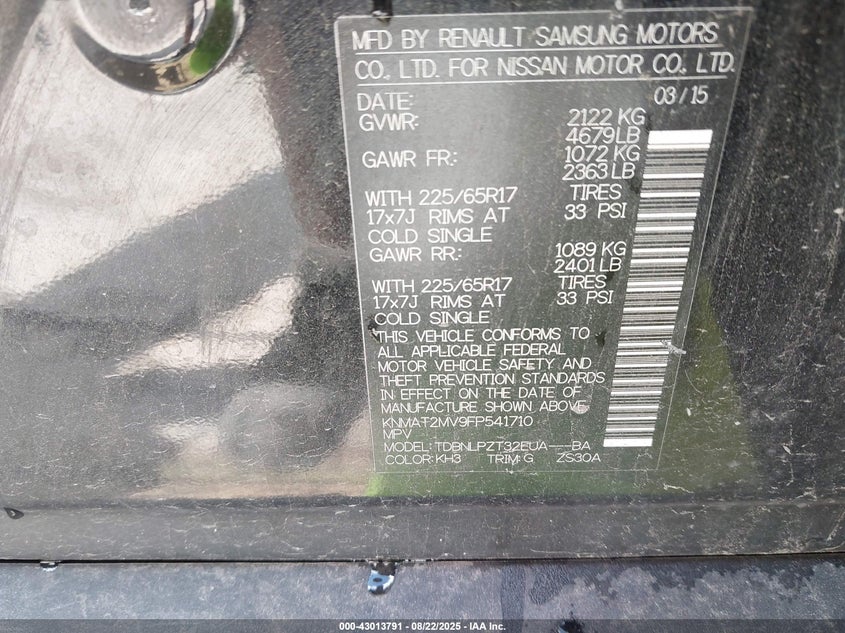 MFD BY RENAULT SAMSUNG MOTORS
CO., LTD. FOR NISSAN MOTOR CO., LTD.
DATE: 03/15
GVWR: 2122 KG
4679LB
GAWR FR.: 1072 KG
2363LB
WITH 225/65R17 TIRES
17x7J RIMS AT 33 PSI
COLD SINGLE
GAWR RR.: 1089 KG
2401LB
WITH 225/65R17 TIRES
17x7J RIMS AT 33 PSI
COLD SINGLE
THIS VEHICLE CONFORMS TO
ALL APPLICABLE FEDERAL
MOTOR VEHICLE SAFETY AND
THEFT PREVENTION STANDARDS
IN EFFECT ON THE DATE OF
MANUFACTURE SHOWN ABOVE.
KNMAT2MV9FP541710
MPV
MODEL: TDBNLPZT32EUA---BA
COLOR: KH3 TRIM: G ZS30A
000-43013791 - 08/22/2025 - IAA Inc.